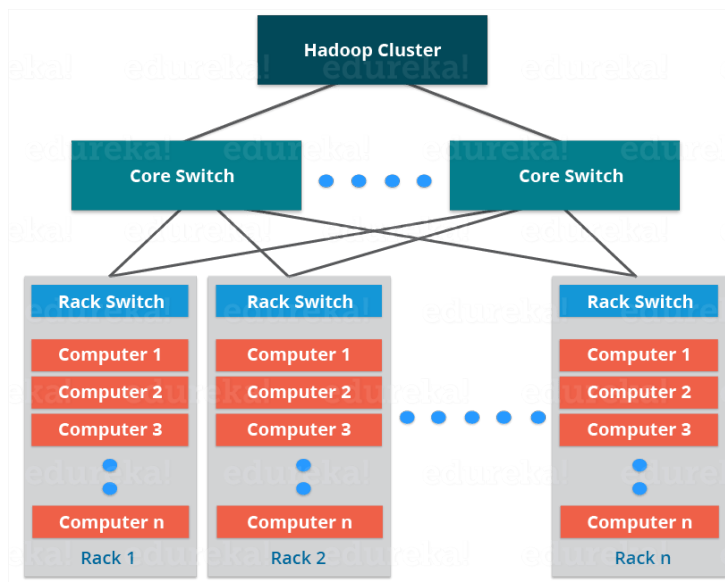 Hadoop Cluster
edureka!
Core Switch
Core Switch
Rack Switch
Computer 1
Computer 2
Computer 3
Computer n
Rack 1
Rack Switch
Computer 1
Computer 2
Computer 3
Computer n
Rack 2
Rack Switch
Computer 1
Computer 2
Computer 3
Computer n
Rack n